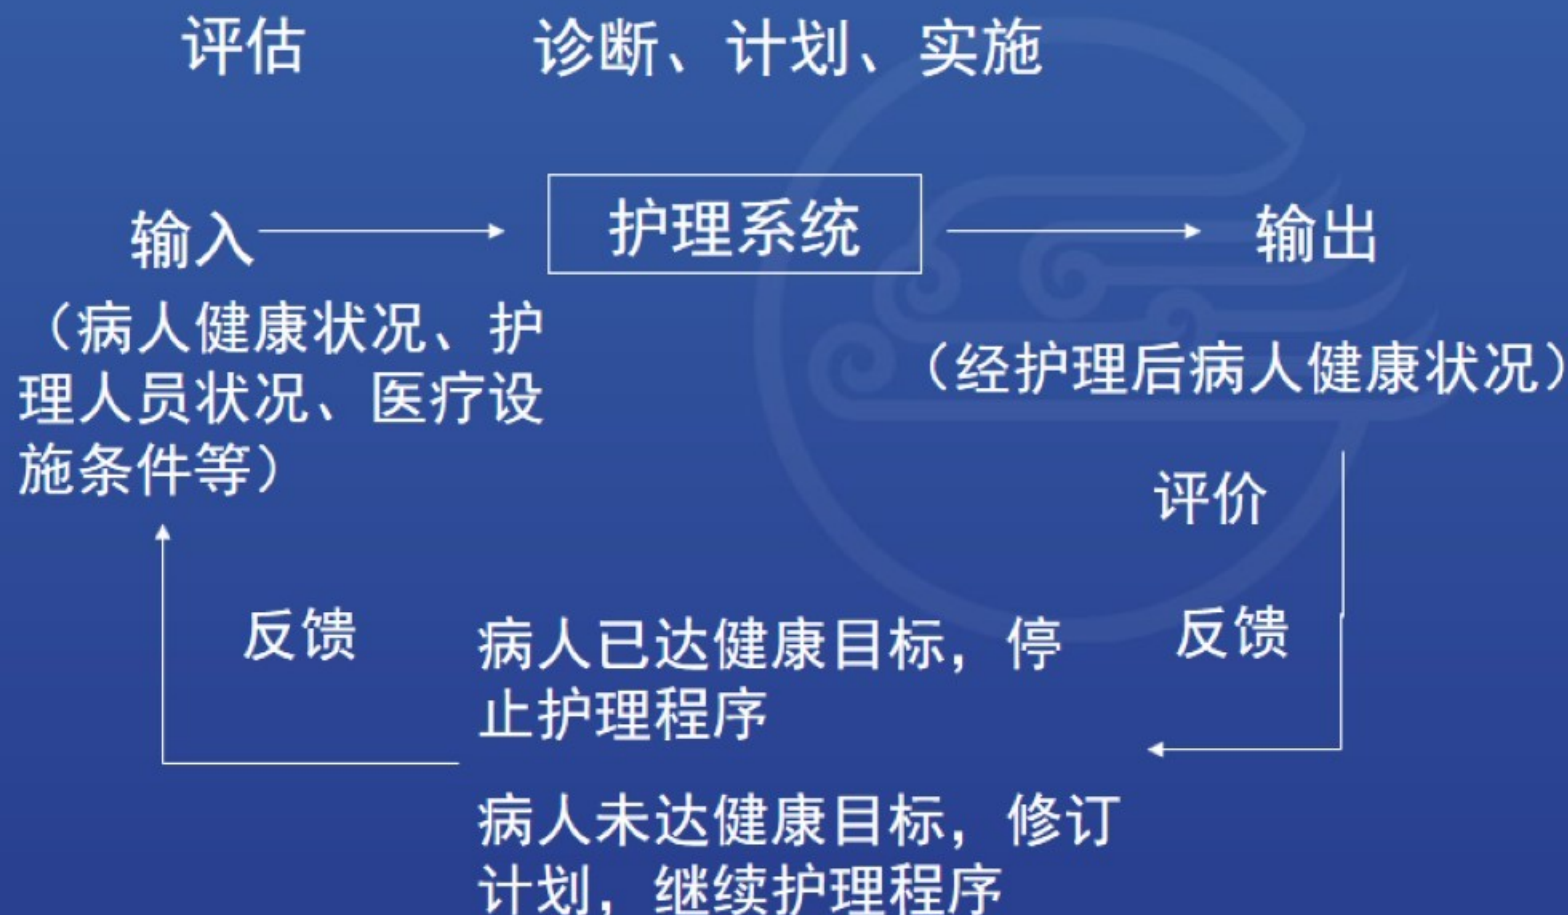 评估
诊断、计划、实施
输入
护理系统
输出
（病人健康状况、护
理人员状况、医疗设
施条件等）
（经护理后病人健康状况）
评价
反馈
病人已达健康目标，停
止护理程序
反馈
病人未达健康目标，修订
计划，继续护理程序